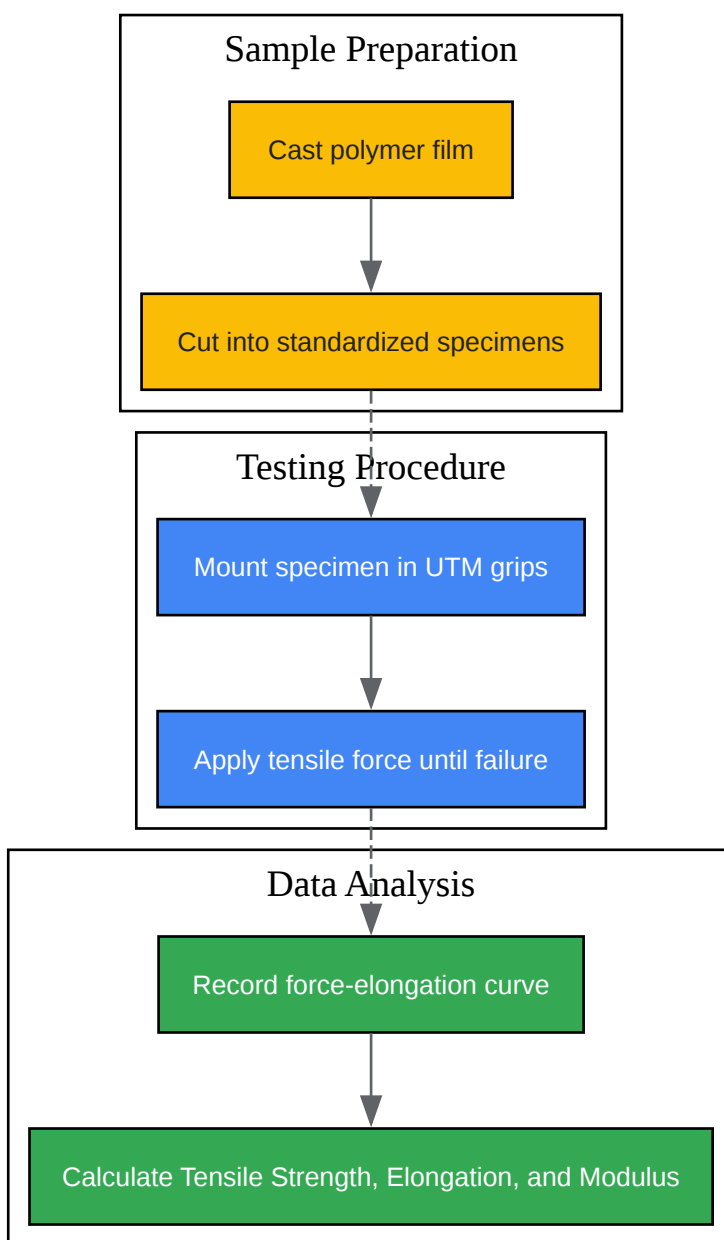 Sample Preparation
Cast polymer film
Cut into standardized specimens
Testing Procedure
Mount specimen in UTM grips
Apply tensile force until failure
Data Analysis
Record force-elongation curve
Calculate Tensile Strength, Elongation, and Modulus